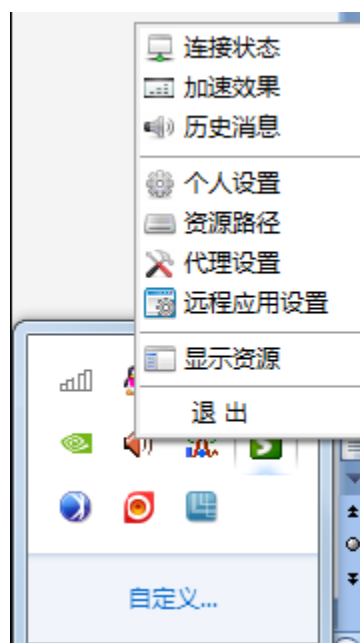 连接状态
加速效果
历史消息
个人设置
资源路径
代理设置
远程应用设置
显示资源
退 出
自定义...